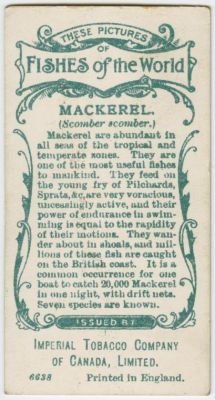 THESE PICTURES
OF
FISHES of the WORLD
MACKEREL.
(Scomber scomber.)
Mackerel are abundant in
all seas of the tropical and
temperate zones. They are
one of the most useful fishes
to mankind. They feed on
the young fry of Pilchards,
Sprats, &c, are very voracious,
unceasingly active, and their
power of endurance in swim-
ming is equal to the rapidity
of their motions. They wan-
der about in shoals, and mil-
lions of these fish are caught
on the British coast. It is a
common occurrence for one
boat to catch 20,000 Mackerel
in one night, with drift nets.
Seven species are known.
ISSUED BY
IMPERIAL TOBACCO COMPANY
OF CANADA, LIMITED.
6638 Printed in England.